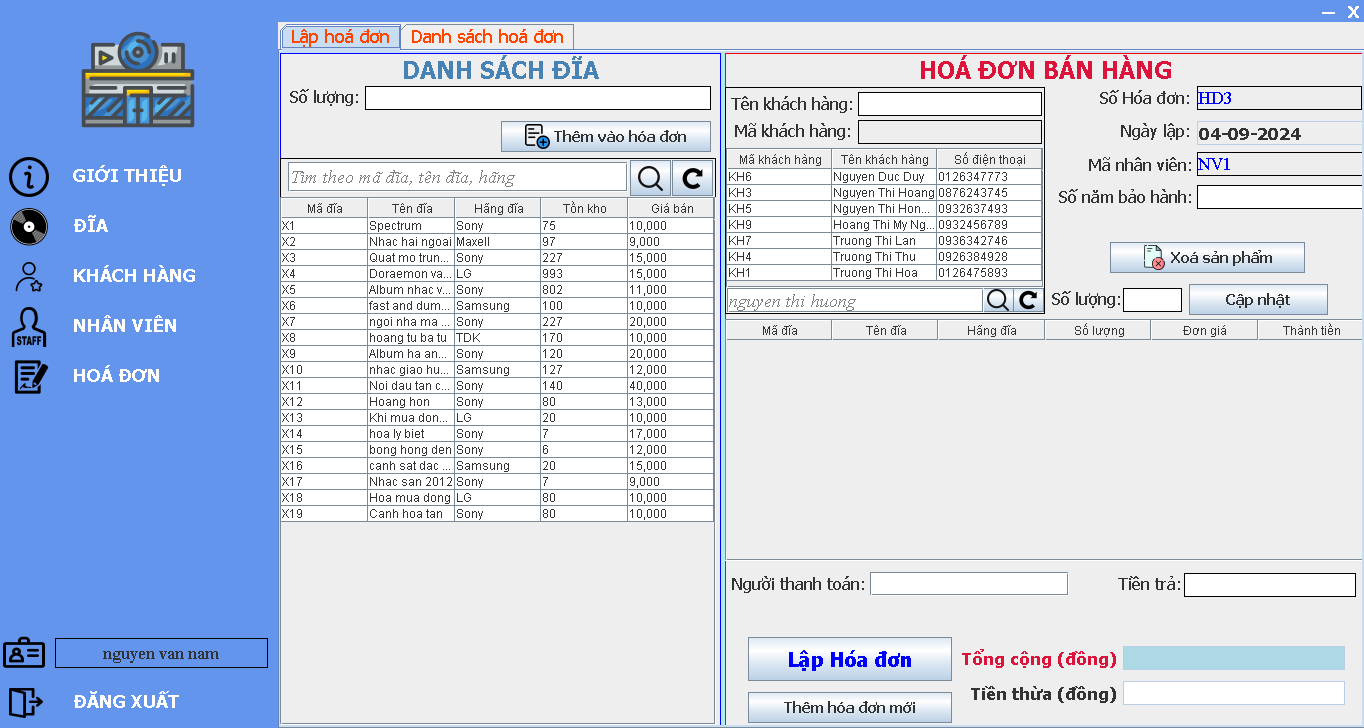 X
Lập hoá đơn Danh sách hoá đơn
GIỚI THIỆU
ĐĨA
KHÁCH HÀNG
NHÂN VIÊN
STAFF
HOÁ ĐƠN
nguyen van nam
ĐĂNG XUẤT
DANH SÁCH ĐĨA
Số lượng:
Thêm vào hóa đơn
Tìm theo mã đĩa, tên đĩa, hãng
Mã đĩa Tên đĩa Hãng đĩa Tồn kho Giá bán
X1 Spectrum Sony 75 10,000
X2 Nhac hai ngoai Maxell 97 9,000
X3 Quat mo trun... Sony 227 15,000
X4 Doraemon va... LG 993 15,000
X5 Album nhac v... Sony 802 11,000
X6 fast and dum... Samsung 100 10,000
X7 ngoi nha ma ... Sony 227 20,000
X8 hoang tu ba tu TDK 170 10,000
X9 Album ha an... Sony 120 20,000
X10 nhac giao hu... Samsung 127 12,000
X11 Noi dau tan c... Sony 140 40,000
X12 Hoang hon Sony 80 13,000
X13 Khi mua don... LG 20 10,000
X14 hoa ly biet Sony 7 17,000
X15 bong hong den Sony 6 12,000
X16 canh sat dac ... Samsung 20 15,000
X17 Nhac san 2012 Sony 7 9,000
X18 Hoa mua dong LG 80 10,000
X19 Canh hoa tan Sony 80 10,000
HOÁ ĐƠN BÁN HÀNG
Tên khách hàng:
Mã khách hàng:
Mã khách hàng Tên khách hàng Số điện thoại
KH6 Nguyen Duc Duy 0126347773
KH3 Nguyen Thi Hoang 0876243745
KH5 Nguyen Thi Hon... 0932637493
KH9 Hoang Thi My Ng... 0932456789
KH7 Truong Thi Lan 0936342746
KH4 Truong Thi Thu 0926384928
KH1 Truong Thi Hoa 0126475893
nguyen thi huong
Số Hóa đơn: HD3
Ngày lập: 04-09-2024
Mã nhân viên: NV1
Số năm bảo hành:
Xoá sản phẩm
Số lượng: Cập nhật
Mã đĩa Tên đĩa Hãng đĩa Số lượng Đơn giá Thành tiền
Người thanh toán: Tiền trả:
Lập Hóa đơn Tổng cộng (đồng)
Thêm hóa đơn mới Tiền thừa (đồng)